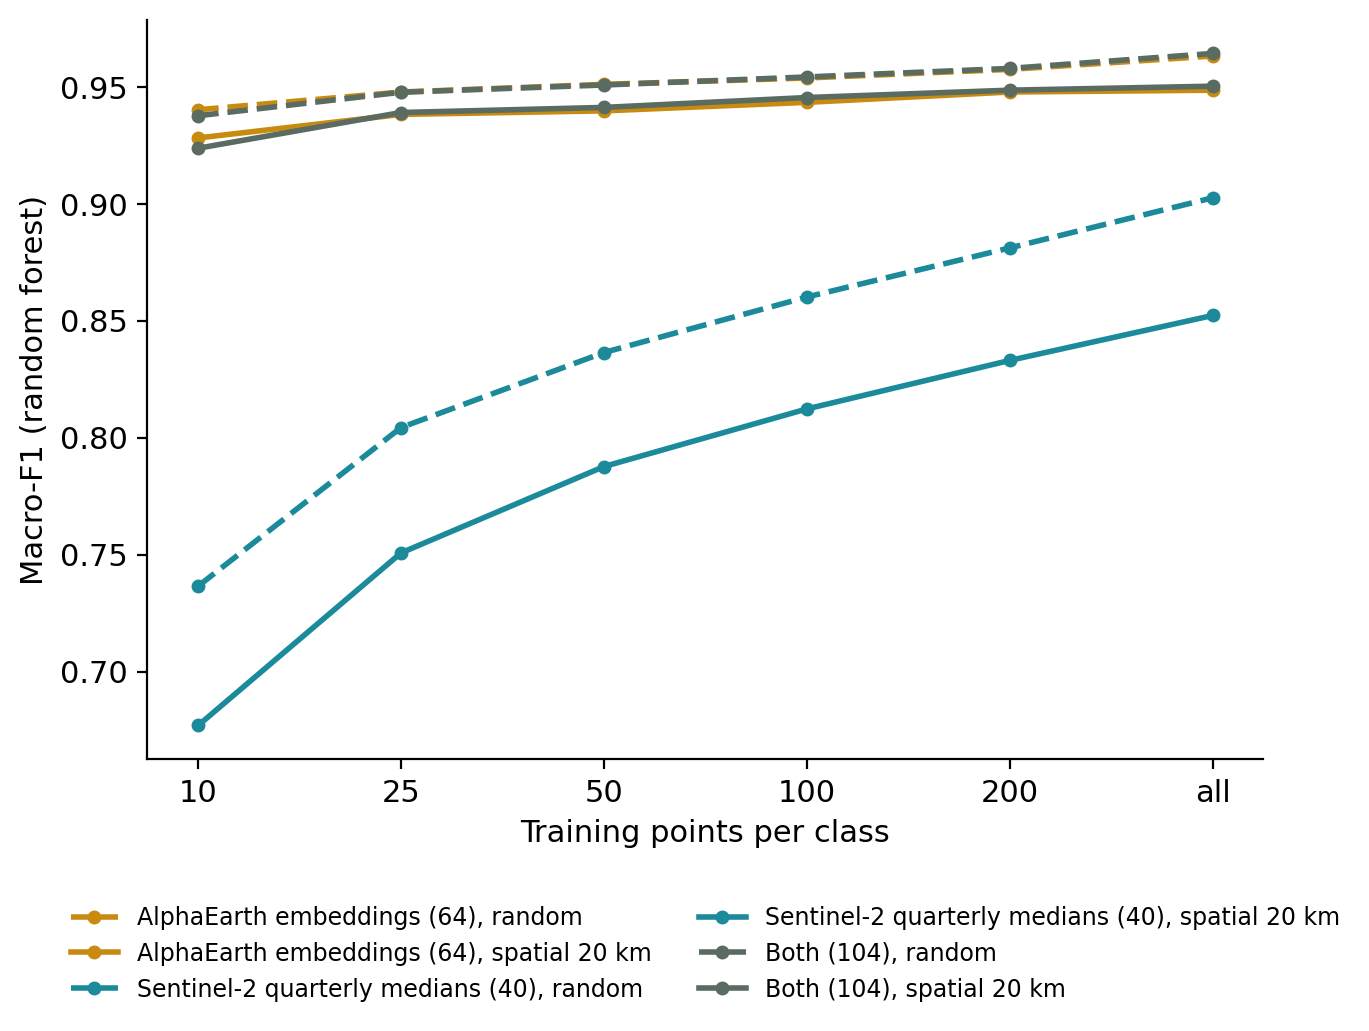 0.95
0.90
0.85
0.80
0.75
0.70
Macro-F1 (random forest)
10 25 50 100 200 all
Training points per class
AlphaEarth embeddings (64), random
AlphaEarth embeddings (64), spatial 20 km
Sentinel-2 quarterly medians (40), random
Sentinel-2 quarterly medians (40), spatial 20 km
Both (104), random
Both (104), spatial 20 km